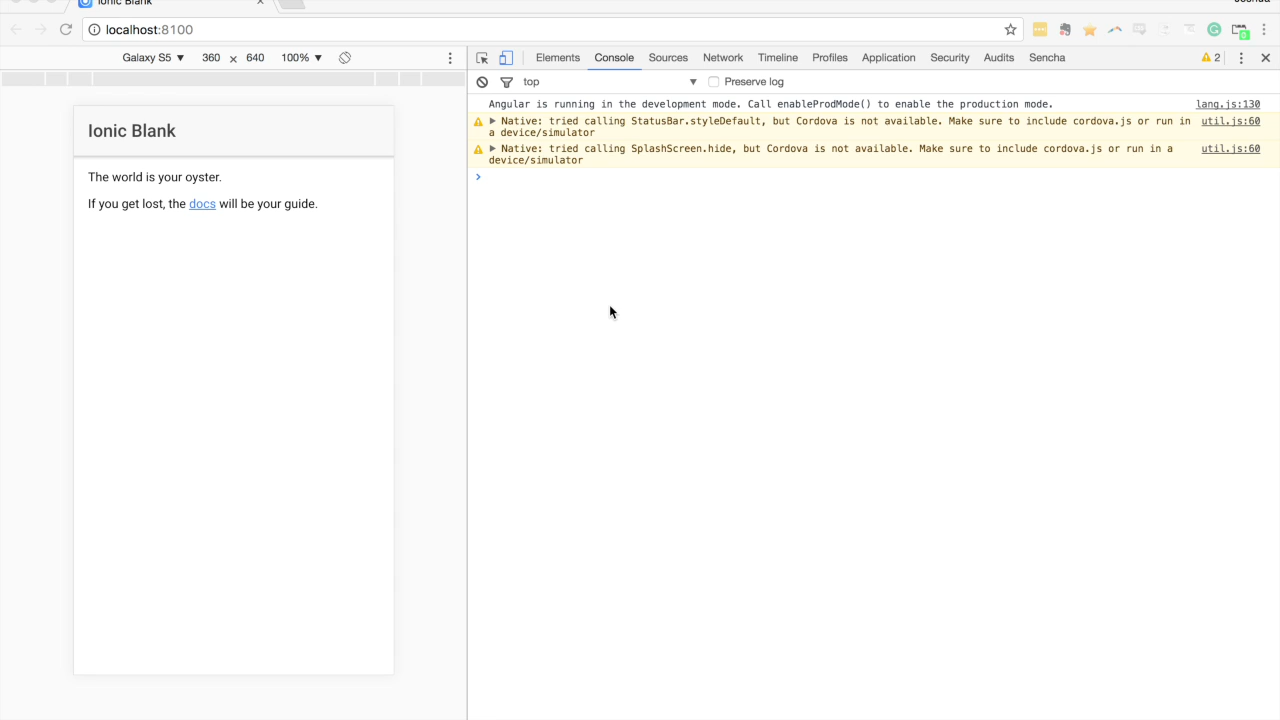 Ionic Blank
×
Joshua
localhost:8100
Galaxy S5 ▼ 360 × 640 100% ▼
Elements Console Sources Network Timeline Profiles Application Security Audits Sencha 2
top ▼ Preserve log
Angular is running in the development mode. Call enableProdMode() to enable the production mode. lang.js:130
Native: tried calling StatusBar.styleDefault, but Cordova is not available. Make sure to include cordova.js or run in util.js:60
a device/simulator
Native: tried calling SplashScreen.hide, but Cordova is not available. Make sure to include cordova.js or run in a util.js:60
device/simulator
Ionic Blank
The world is your oyster.
If you get lost, the docs will be your guide.